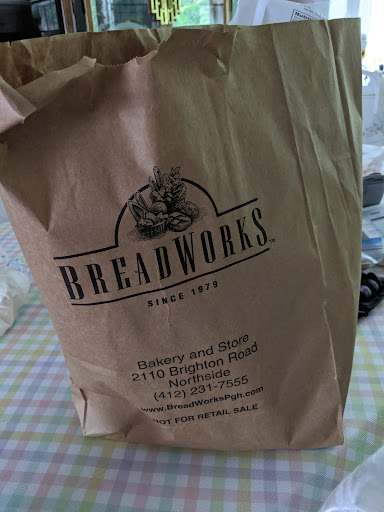 BREADWORKS™
SINCE 1979
Bakery and Store
2110 Brighton Road
Northside
(412) 231-7555
www.BreadWorksPgh.com
NOT FOR RETAIL SALE